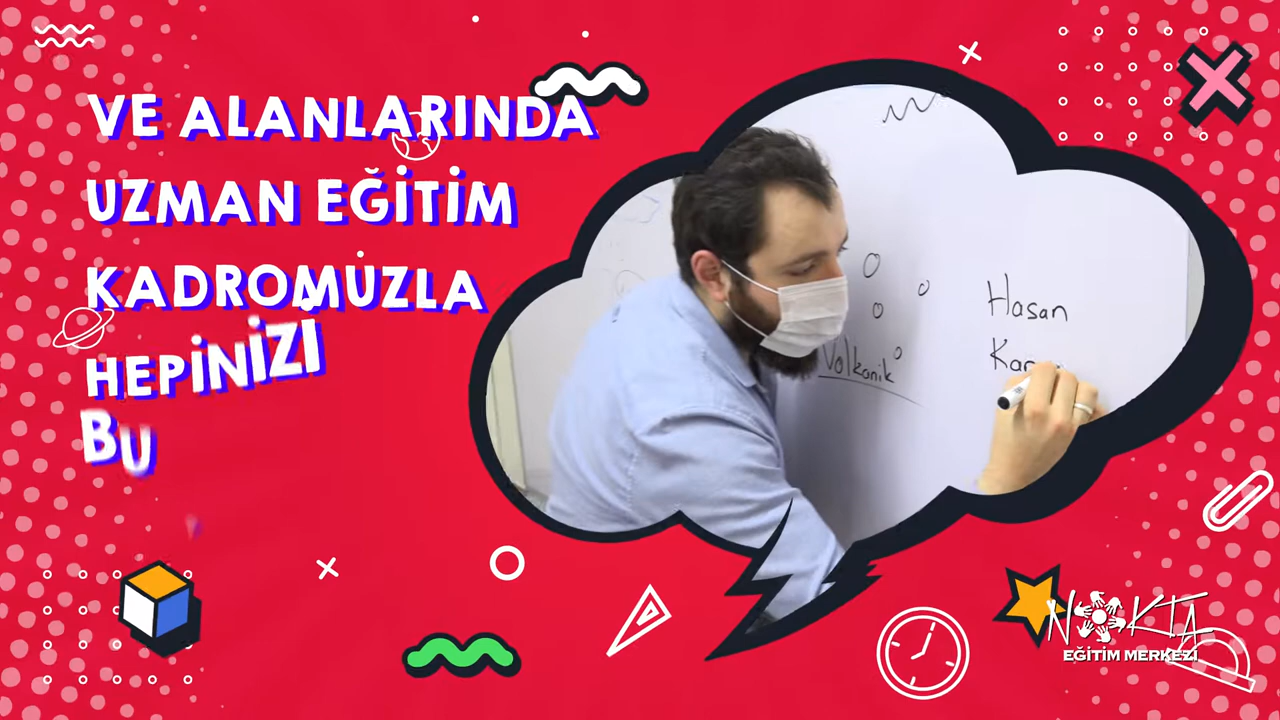 VE ALANLARINDA
UZMAN EĞİTİM
KADROMUZLA
HEPİNİZİ
BU
Volkanik
Hasan
NOKTA
EĞİTİM MERKEZİ